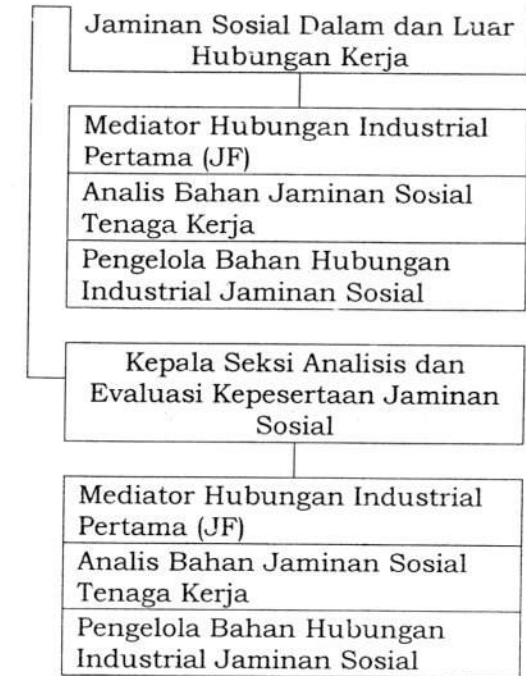 Jaminan Sosial Dalam dan Luar
Hubungan Kerja
Mediator Hubungan Industrial
Pertama (JF)
Analis Bahan Jaminan Sosial
Tenaga Kerja
Pengelola Bahan Hubungan
Industrial Jaminan Sosial
Kepala Seksi Analisis dan
Evaluasi Kepesertaan Jaminan
Sosial
Mediator Hubungan Industrial
Pertama (JF)
Analis Bahan Jaminan Sosial
Tenaga Kerja
Pengelola Bahan Hubungan
Industrial Jaminan Sosial